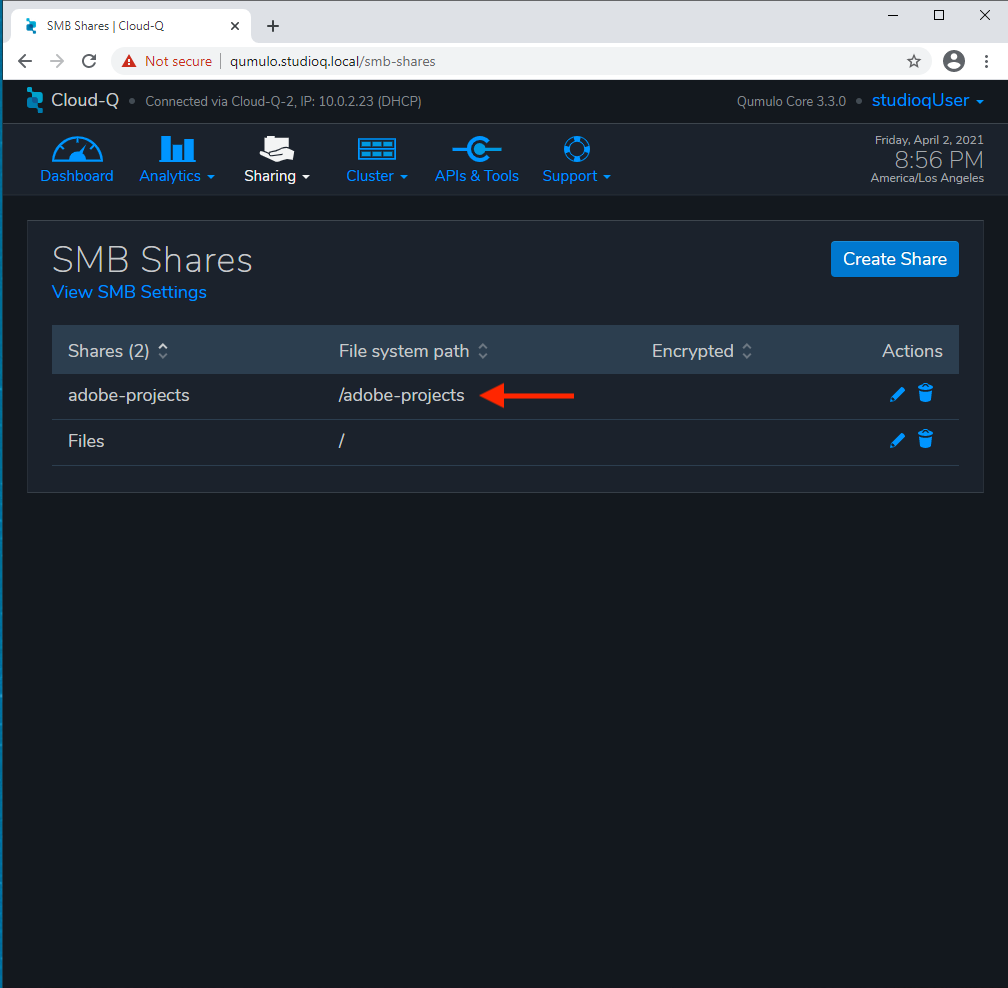 SMB Shares | Cloud-Q
Not secure qumulo.studioq.local/smb-shares
Cloud-Q • Connected via Cloud-Q-2, IP: 10.0.2.23 (DHCP) Qumulo Core 3.3.0 • studioqUser
Dashboard Analytics Sharing Cluster APIs & Tools Support
Friday, April 2, 2021
8:56 PM
America/Los Angeles
SMB Shares
View SMB Settings
Create Share
Shares (2) File system path Encrypted Actions
adobe-projects /adobe-projects
Files /